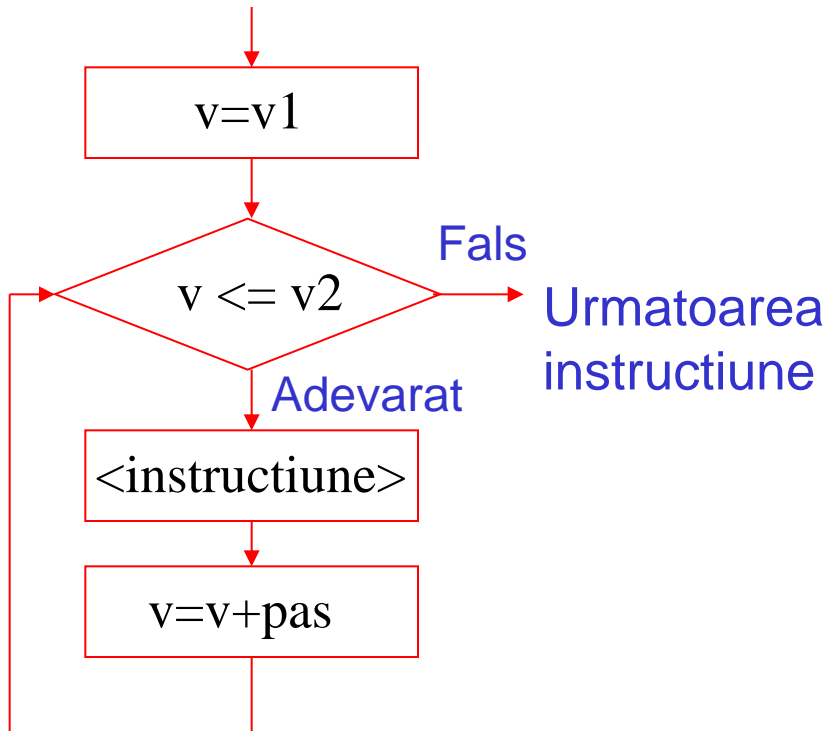 v=v1
Fals
v <= v2
Urmatoarea
instructiune
Adevarat
<instructiune>
v=v+pas